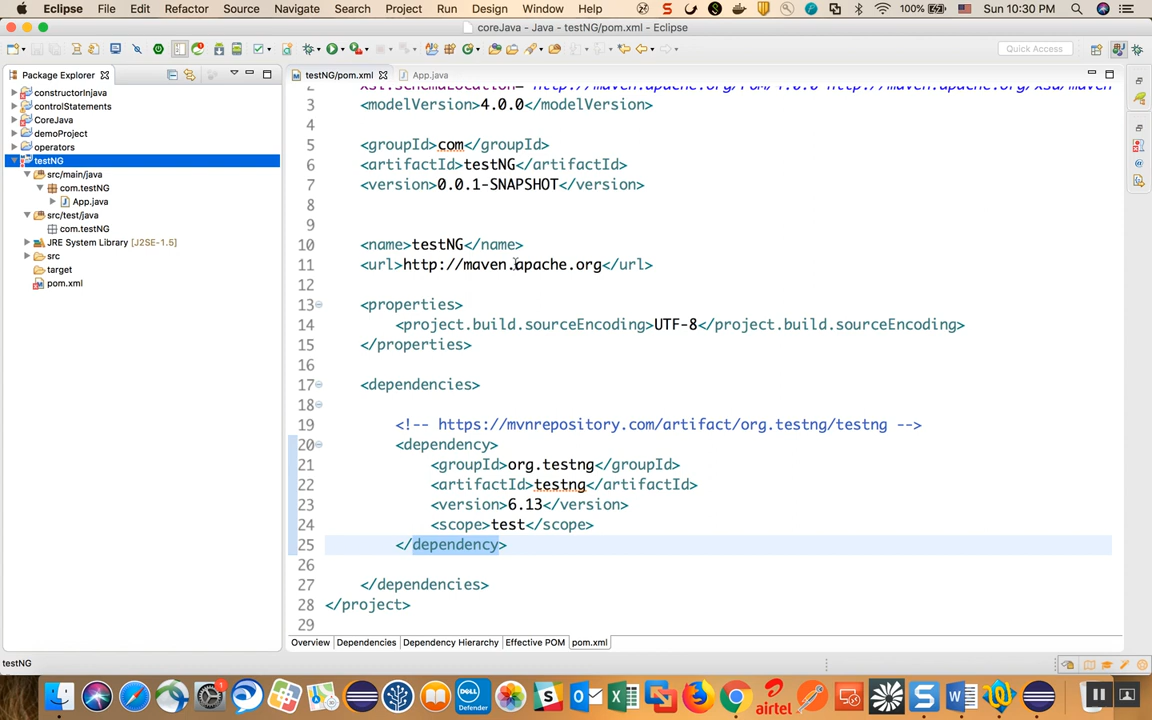 Eclipse File Edit Refactor Source Navigate Search Project Run Design Window Help 100% Sun 10:30 PM
coreJava - Java - testNG/pom.xml - Eclipse
Quick Access
Package Explorer
testNG/pom.xml
App.java
constructorInjava
controlStatements
CoreJava
demoProject
operators
testNG
src/main/java
com.testNG
App.java
src/test/java
com.testNG
JRE System Library [J2SE-1.5]
src
target
pom.xml
2
3 <modelVersion>4.0.0</modelVersion>
4
5 <groupId>com</groupId>
6 <artifactId>testNG</artifactId>
7 <version>0.0.1-SNAPSHOT</version>
8
9
10 <name>testNG</name>
11 <url>http://maven.apache.org</url>
12
13 <properties>
14 <project.build.sourceEncoding>UTF-8</project.build.sourceEncoding>
15 </properties>
16
17 <dependencies>
18
19 <!-- https://mvnrepository.com/artifact/org.testng/testng -->
20 <dependency>
21 <groupId>org.testng</groupId>
22 <artifactId>testng</artifactId>
23 <version>6.13</version>
24 <scope>test</scope>
25 </dependency>
26
27 </dependencies>
28 </project>
29
Overview Dependencies Dependency Hierarchy Effective POM pom.xml
testNG
DELL
Defender
airtel